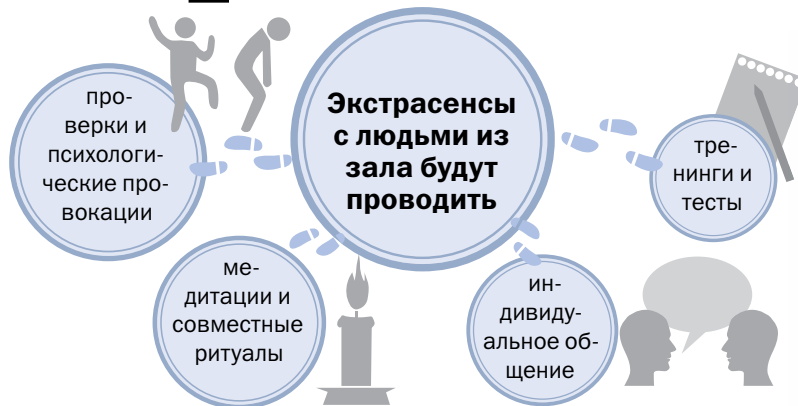 Экстрасенсы
с людьми из
зала будут
проводить
про-
верки и
психологи-
ческие про-
вокации
ме-
дитации и
совместные
ритуалы
ин-
дивиду-
альное об-
щение
тре-
нинги и
тесты